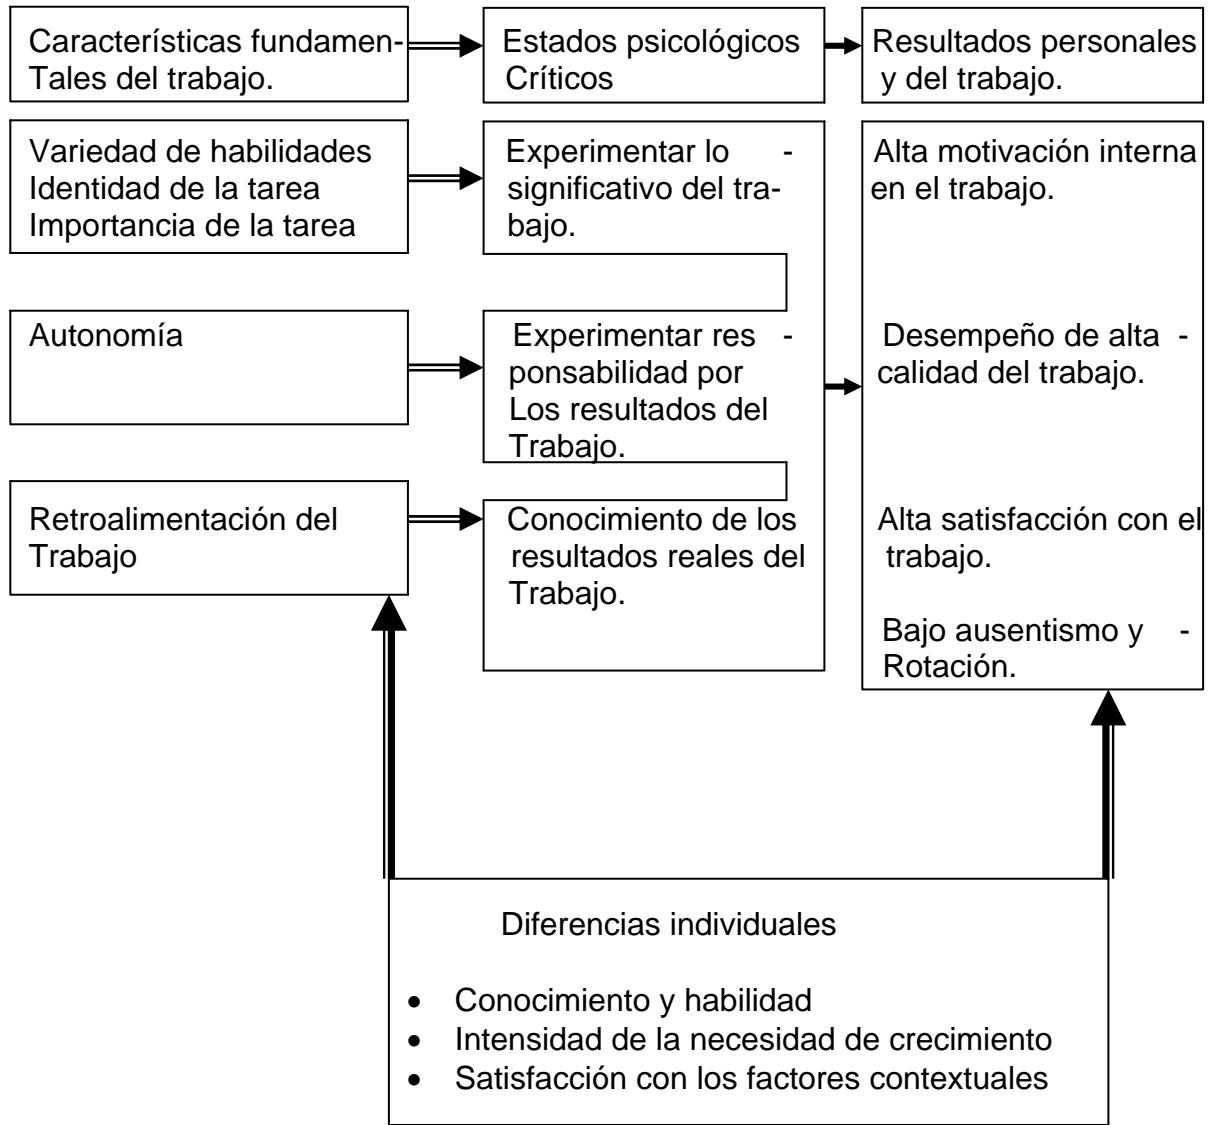 Características fundamen-
Tales del trabajo.
Estados psicológicos
Críticos
Resultados personales
y del trabajo.
Variedad de habilidades
Identidad de la tarea
Importancia de la tarea
Experimentar lo -
significativo del tra-
bajo.
Alta motivación interna
en el trabajo.
Autonomía
Experimentar res -
ponsabilidad por
Los resultados del
Trabajo.
Desempeño de alta -
calidad del trabajo.
Retroalimentación del
Trabajo
Conocimiento de los
resultados reales del
Trabajo.
Alta satisfacción con el
trabajo.
Bajo ausentismo y -
Rotación.
Diferencias individuales
• Conocimiento y habilidad
• Intensidad de la necesidad de crecimiento
• Satisfacción con los factores contextuales